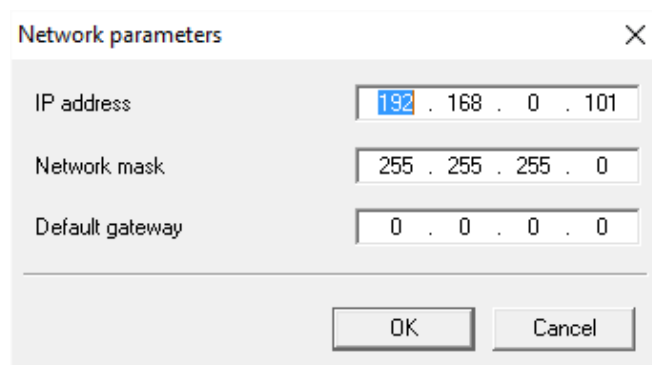 Network parameters
IP address 192 . 168 . 0 . 101
Network mask 255 . 255 . 255 . 0
Default gateway 0 . 0 . 0 . 0
OK Cancel